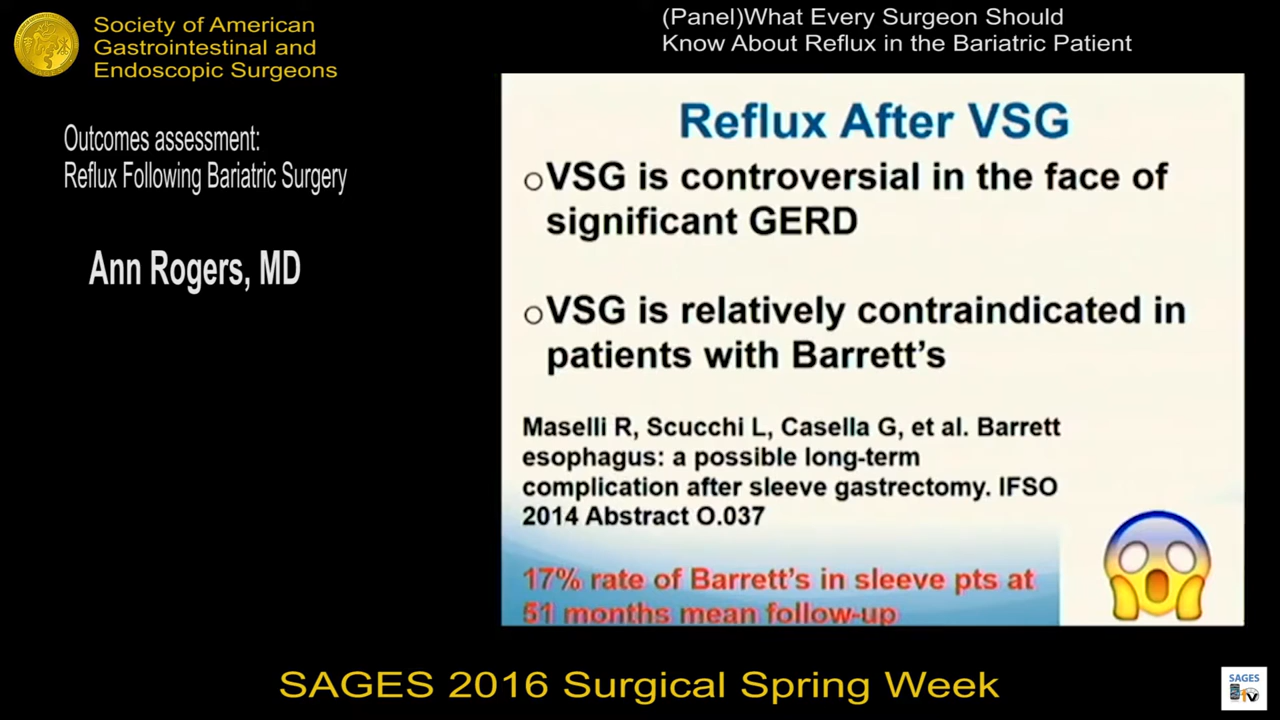 Society of American
Gastrointestinal and
Endoscopic Surgeons
(Panel)What Every Surgeon Should
Know About Reflux in the Bariatric Patient
Outcomes assessment:
Reflux Following Bariatric Surgery
Ann Rogers, MD
Reflux After VSG
VSG is controversial in the face of
significant GERD
VSG is relatively contraindicated in
patients with Barrett’s
Maselli R, Scucchi L, Casella G, et al. Barrett
esophagus: a possible long-term
complication after sleeve gastrectomy. IFSO
2014 Abstract O.037
17% rate of Barrett’s in sleeve pts at
51 months mean follow-up
SAGES 2016 Surgical Spring Week
SAGES
tv